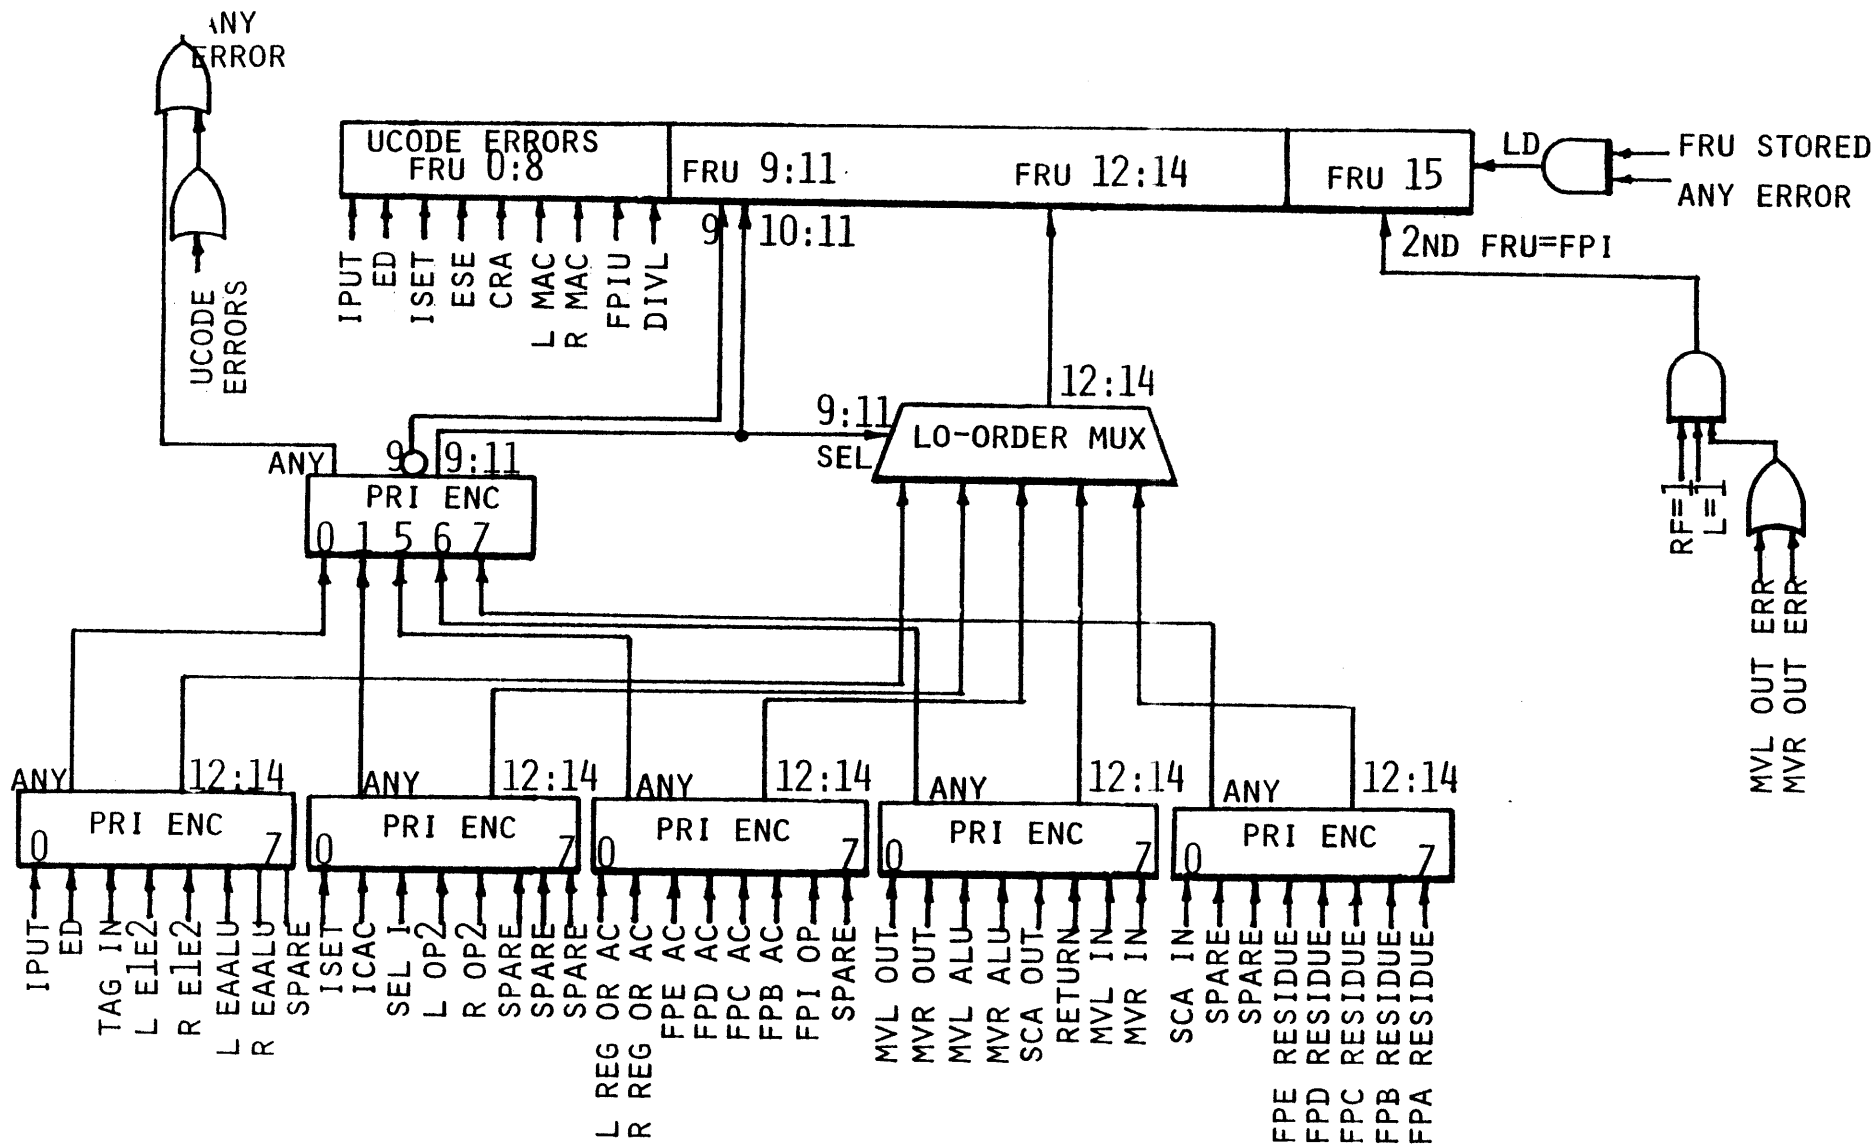 ANY
ERROR
UCODE ERRORS
FRU 0:8
FRU 9:11
FRU 12:14
FRU 15
LD
FRU STORED
ANY ERROR
9
10:11
2ND FRU=FPI
IPUT
ED
ISET
ESE
CRA
L MAC
R MAC
FPIU
DIVL
UCODE
ERRORS
12:14
9:11
SEL
LO-ORDER MUX
ANY
9
9:11
PRI ENC
0 1 5 6 7
RF=1
L=1
MVL OUT ERR
MVR OUT ERR
ANY
12:14
PRI ENC
0
7
ANY
12:14
PRI ENC
0
7
ANY
12:14
PRI ENC
0
7
ANY
12:14
PRI ENC
0
7
ANY
12:14
PRI ENC
0
7
IPUT
ED
TAG IN
L E1E2
R E1E2
L EAALU
R EAALU
SPARE
ISET
ICAC
SEL I
L OP2
R OP2
SPARE
SPARE
SPARE
L REG OR AC
R REG OR AC
FPE AC
FPD AC
FPC AC
FPB AC
FPI OP
SPARE
MVL OUT
MVR OUT
MVL ALU
MVR ALU
SCA OUT
RETURN
MVL IN
MVR IN
SCA IN
SPARE
SPARE
FPE RESIDUE
FPD RESIDUE
FPC RESIDUE
FPB RESIDUE
FPA RESIDUE